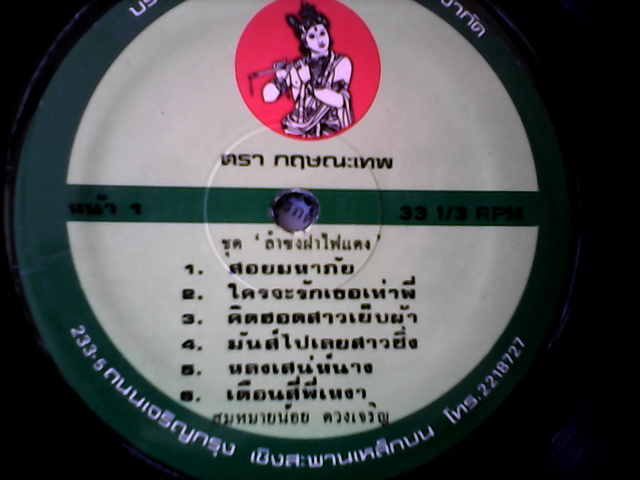 จำกัด
ตรา กฤษณะเทพ
หน้า 1
33 1/3 RPM
ชุด 'ลำซิ่งฝ่าไฟแดง'
1. สอยมหาภัย
2. ใครจะรักเธอเท่าพี่
3. คิดฮอดสาวเย็บผ้า
4. มันส์ไปเลยสาวยิ่ง
5. หลงเสน่ห์นาง
6. เดือนสี่พี่เหงา
สมหมายน้อย ดวงเจริญ
233-5 ถนนเจริญกรุง เชิงสะพานเหล็กบน โทร.2218727